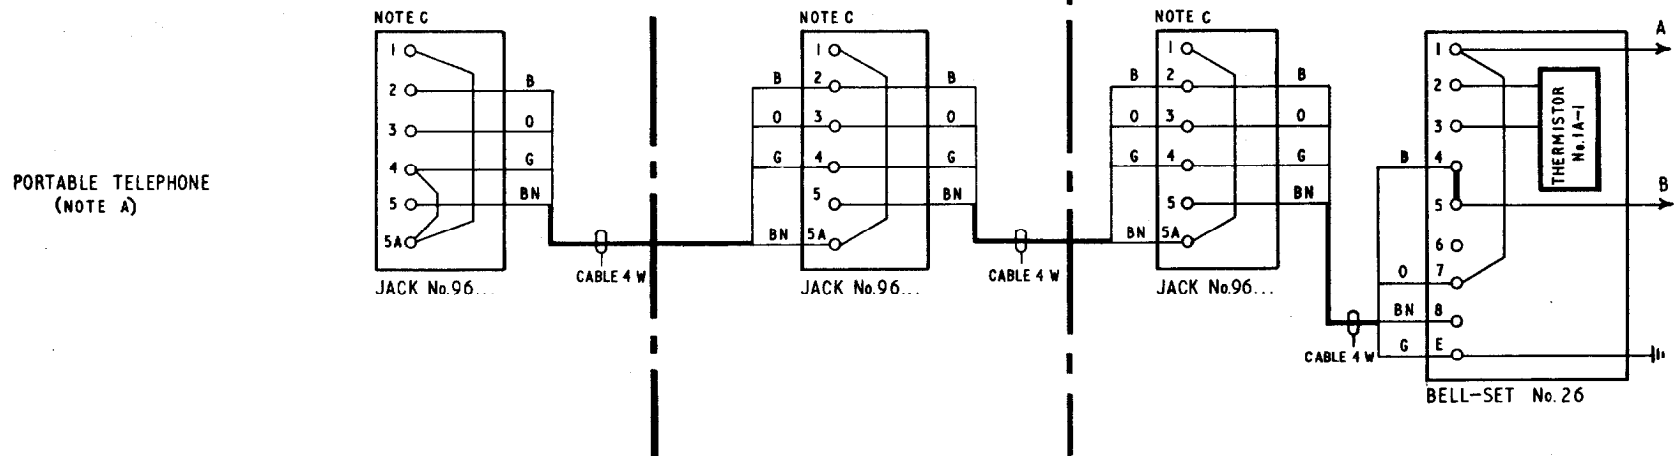 PORTABLE TELEPHONE
(NOTE A)
NOTE C
1
2
3
4
5
5A
B
O
G
BN
JACK No.96...
CABLE 4 W
NOTE C
B
O
G
BN
1
2
3
4
5
5A
B
O
G
BN
JACK No.96...
CABLE 4 W
NOTE C
B
O
G
BN
1
2
3
4
5
5A
B
O
G
BN
JACK No.96...
CABLE 4 W
B
O
BN
G
1
2
3
4
5
6
7
8
E
THERMISTOR
No.1A-1
A
B
BELL-SET No.26